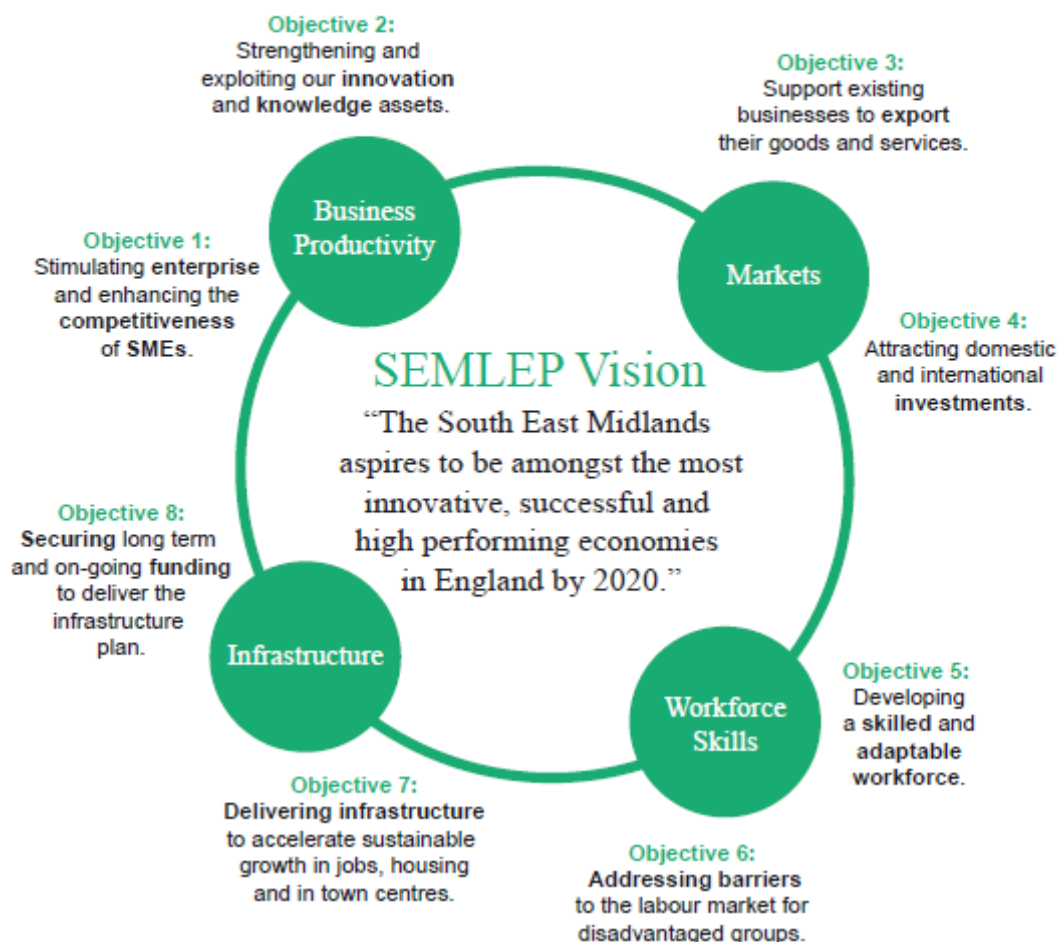 Objective 2:
Strengthening and
exploiting our innovation
and knowledge assets.
Objective 3:
Support existing
businesses to export
their goods and services.
Business
Productivity
Objective 1:
Stimulating enterprise
and enhancing the
competitiveness
of SMEs.
Markets
Objective 4:
Attracting domestic
and international
investments.
SEMLEP Vision
“The South East Midlands
aspires to be amongst the most
innovative, successful and
high performing economies
in England by 2020.”
Objective 8:
Securing long term
and on-going funding
to deliver the
infrastructure
plan.
Infrastructure
Workforce
Skills
Objective 5:
Developing
a skilled and
adaptable
workforce.
Objective 7:
Delivering infrastructure
to accelerate sustainable
growth in jobs, housing
and in town centres.
Objective 6:
Addressing barriers
to the labour market for
disadvantaged groups.